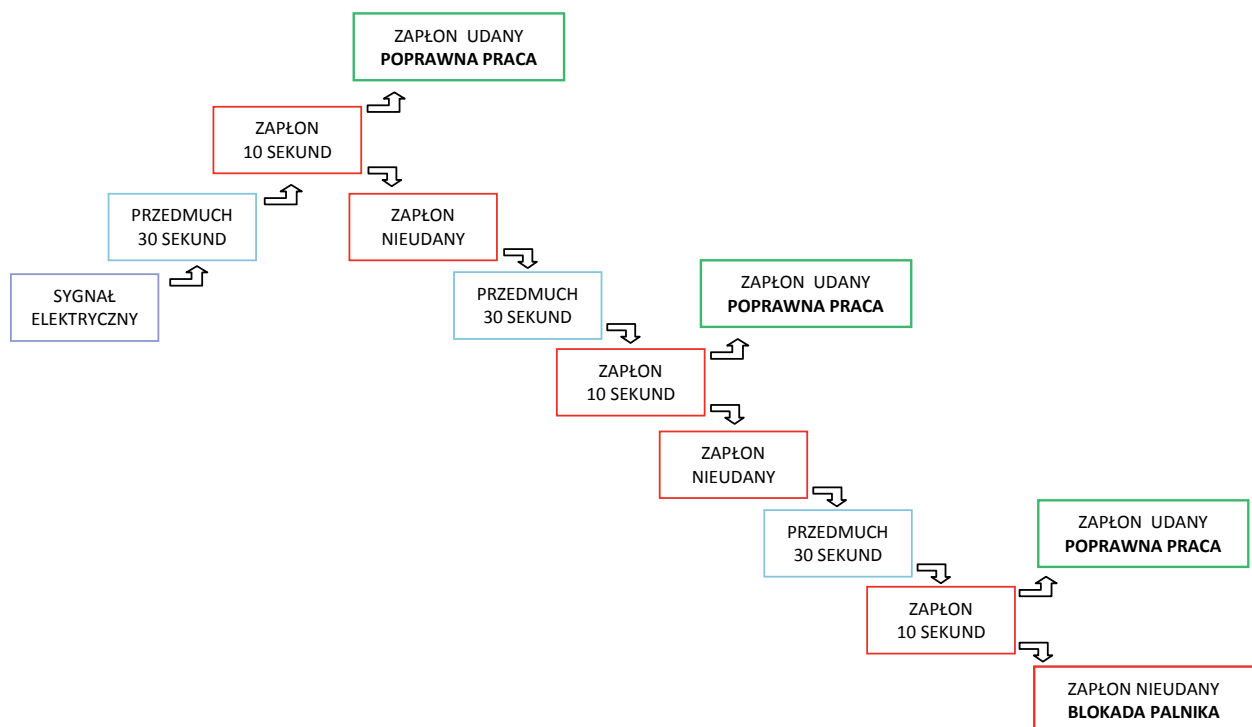 ZAPŁON UDANY
POPRAWNA PRACA
ZAPŁON
10 SEKUND
PRZEDMUCH
30 SEKUND
ZAPŁON
NIEUDANY
SYGNAŁ
ELEKTRYCZNY
PRZEDMUCH
30 SEKUND
ZAPŁON UDANY
POPRAWNA PRACA
ZAPŁON
10 SEKUND
ZAPŁON
NIEUDANY
PRZEDMUCH
30 SEKUND
ZAPŁON UDANY
POPRAWNA PRACA
ZAPŁON
10 SEKUND
ZAPŁON NIEUDANY
BLOKADA PALNIKA